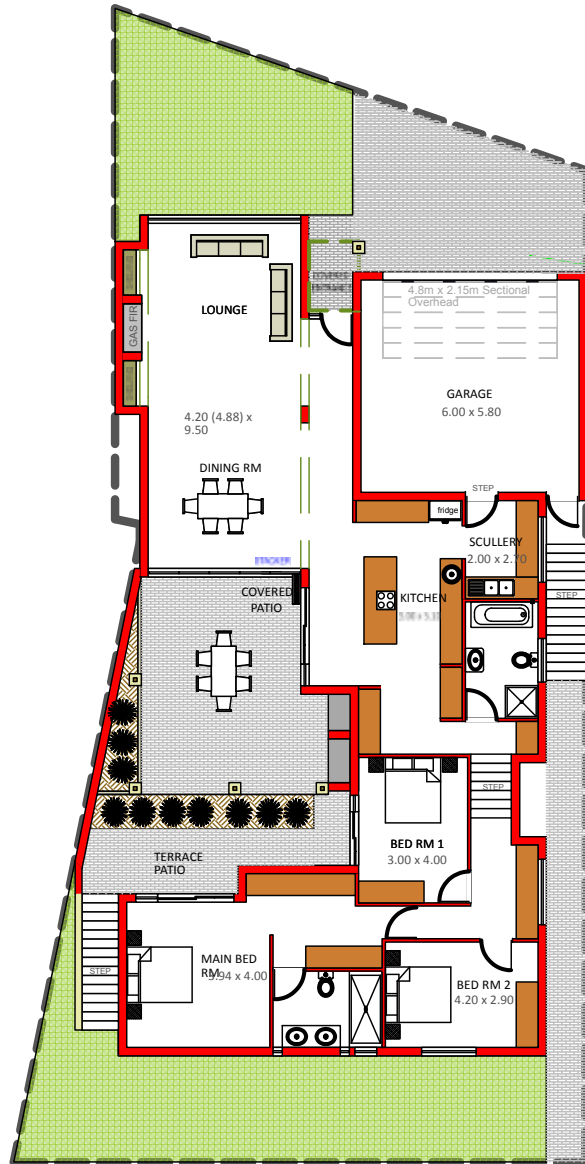 4.8m x 2.15m Sectional
Overhead
LOUNGE
GAS FIR
GARAGE
6.00 x 5.80
4.20 (4.88) x
9.50
DINING RM
STEP
fridge
SCULLERY
2.00 x 2.70
STACKER
COVERED
PATIO
KITCHEN
STEP
STEP
BED RM 1
3.00 x 4.00
TERRACE
PATIO
MAIN BED
RM
3.94 x 4.00
STEP
BED RM 2
4.20 x 2.90